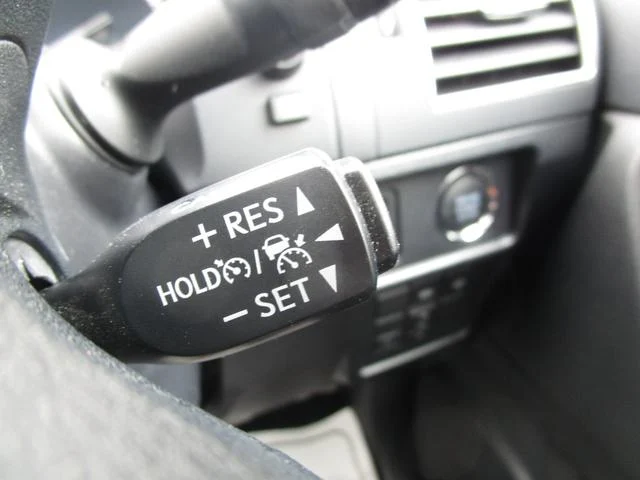 + RES ▲
HOLD / ◀
− SET ▼